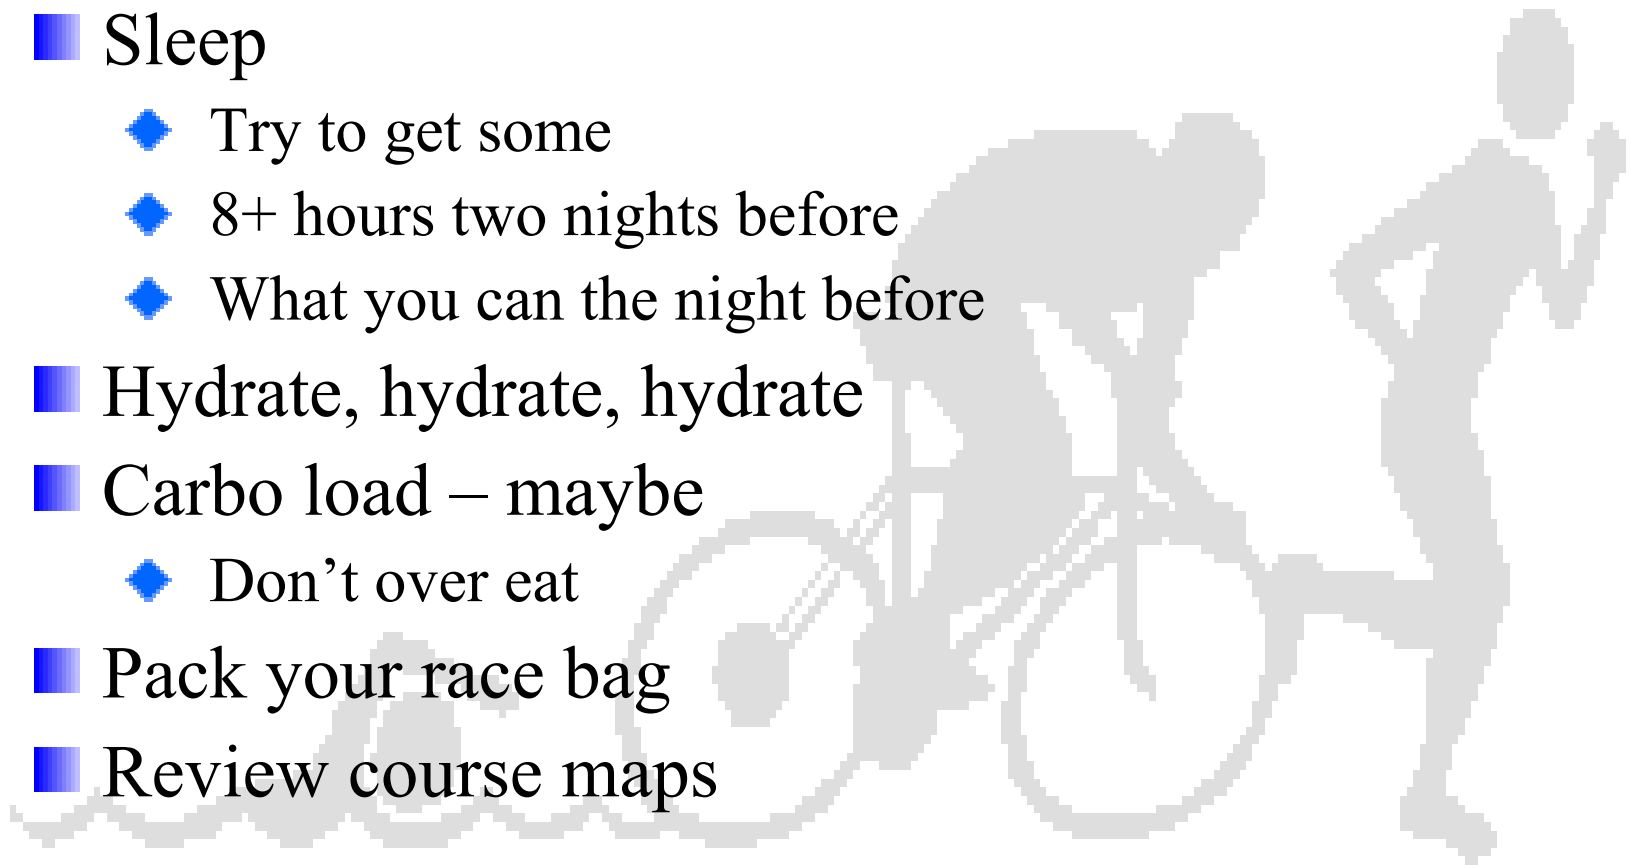 Sleep
Try to get some
8+ hours two nights before
What you can the night before
Hydrate, hydrate, hydrate
Carbo load – maybe
Don’t over eat
Pack your race bag
Review course maps